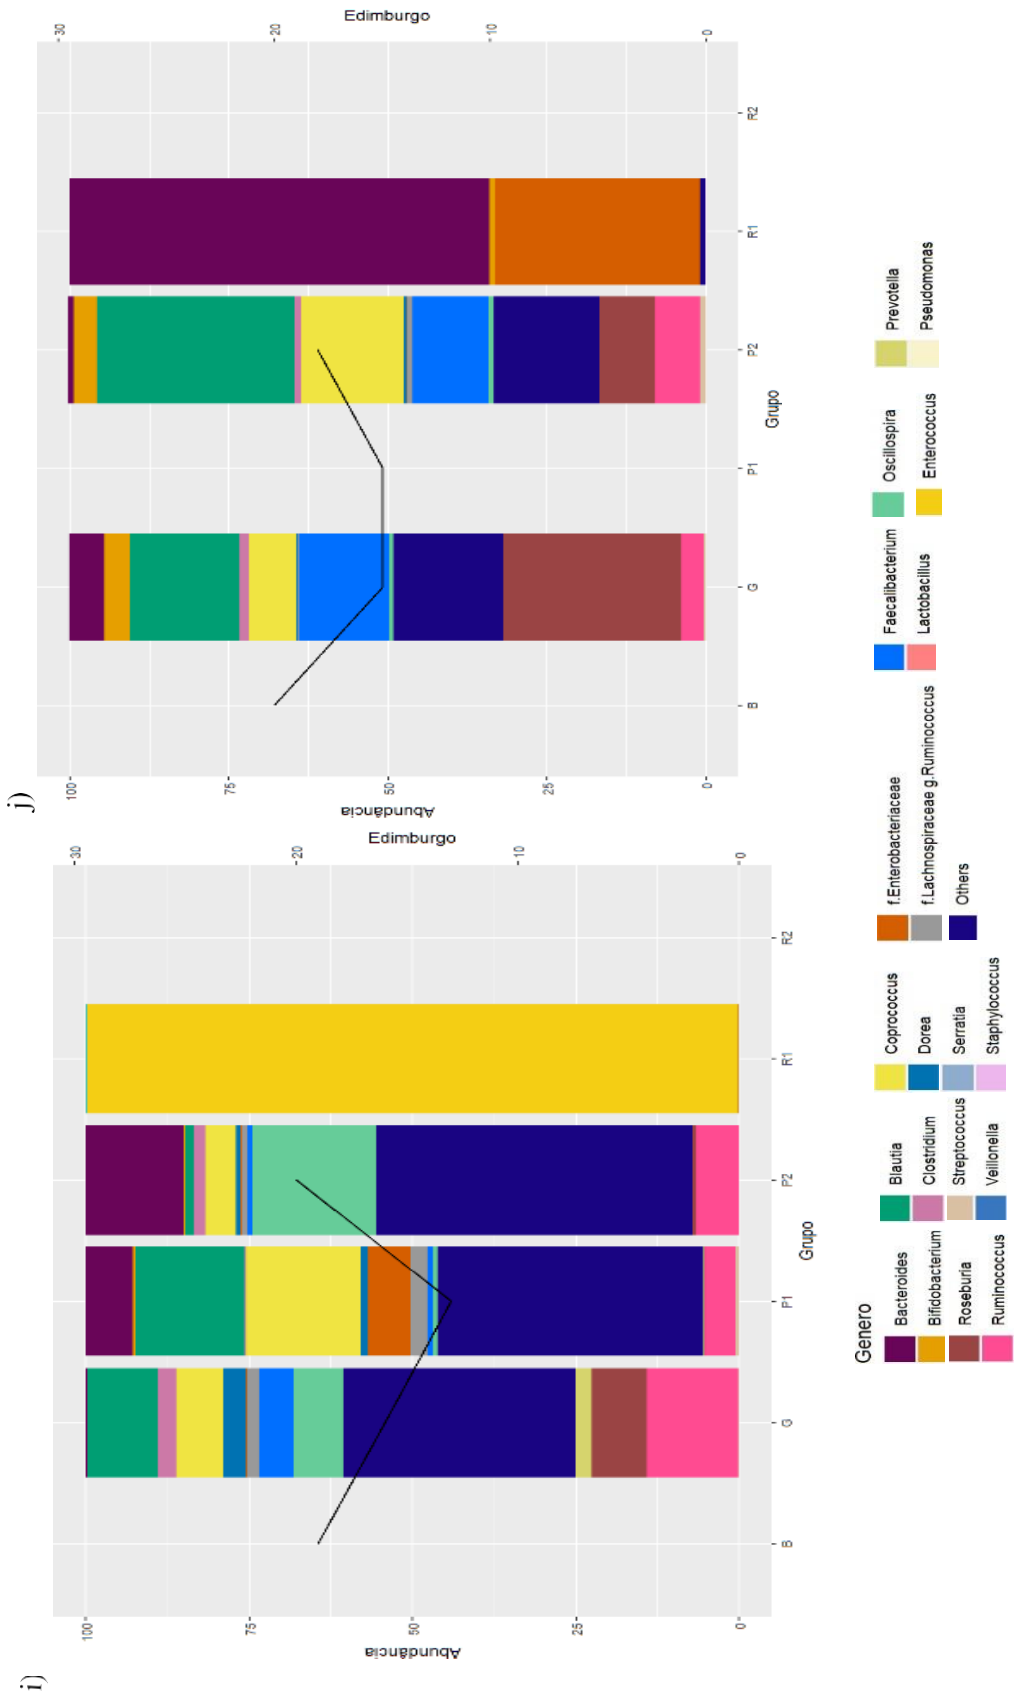 i)
Abundância
100
75
50
25
0
Edimburgo
30
20
10
0
B
G
P1
P2
R1
R2
Grupo
j)
Abundância
100
75
50
25
0
Edimburgo
30
20
10
0
B
G
P1
P2
R1
R2
Grupo
Genero
Bacteroides Blautia Coprococcus f.Enterobacteriaceae Faecalibacterium Oscillospira Prevotella
Bifidobacterium Clostridium Dorea f.Lachnospiraceae g.Ruminococcus Lactobacillus Enterococcus Pseudomonas
Roseburia Streptococcus Serratia Others
Ruminococcus Veillonella Staphylococcus